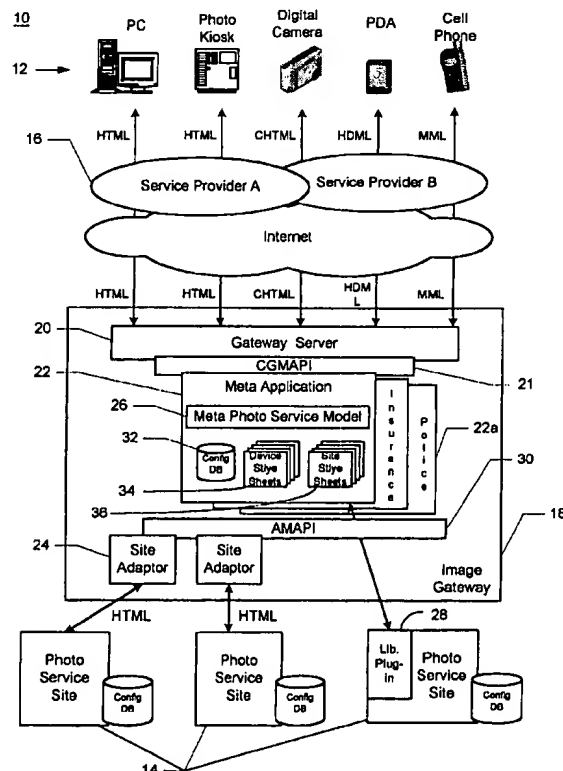 10
PC
Photo
Kiosk
Digital
Camera
PDA
Cell
Phone
12
HTML
HTML
CHTML
HDML
MML
16
Service Provider A
Service Provider B
Internet
HTML
HTML
CHTML
HDM
L
MML
20
Gateway Server
CGMAPI
21
22
Meta Application
26
Meta Photo Service Model
Insurance
Police
22a
32
Config
DB
Device
Stlye
Sheets
Site
Stlye
Sheets
34
36
30
AMAPI
18
24
Site
Adaptor
Site
Adaptor
Image
Gateway
HTML
HTML
28
Photo
Service
Site
Config
DB
Photo
Service
Site
Config
DB
Lib.
Plug-
in
Photo
Service
Site
Config
DB
14